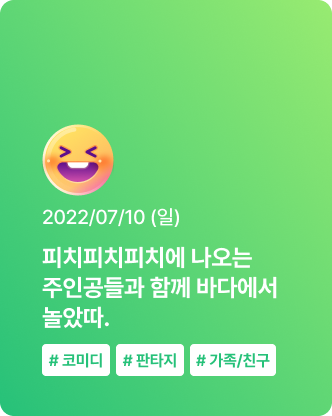 2022/07/10 (일)
피치피치피치에 나오는
주인공들과 함께 바다에서
놀았따.
# 코미디 # 판타지 # 가족/친구